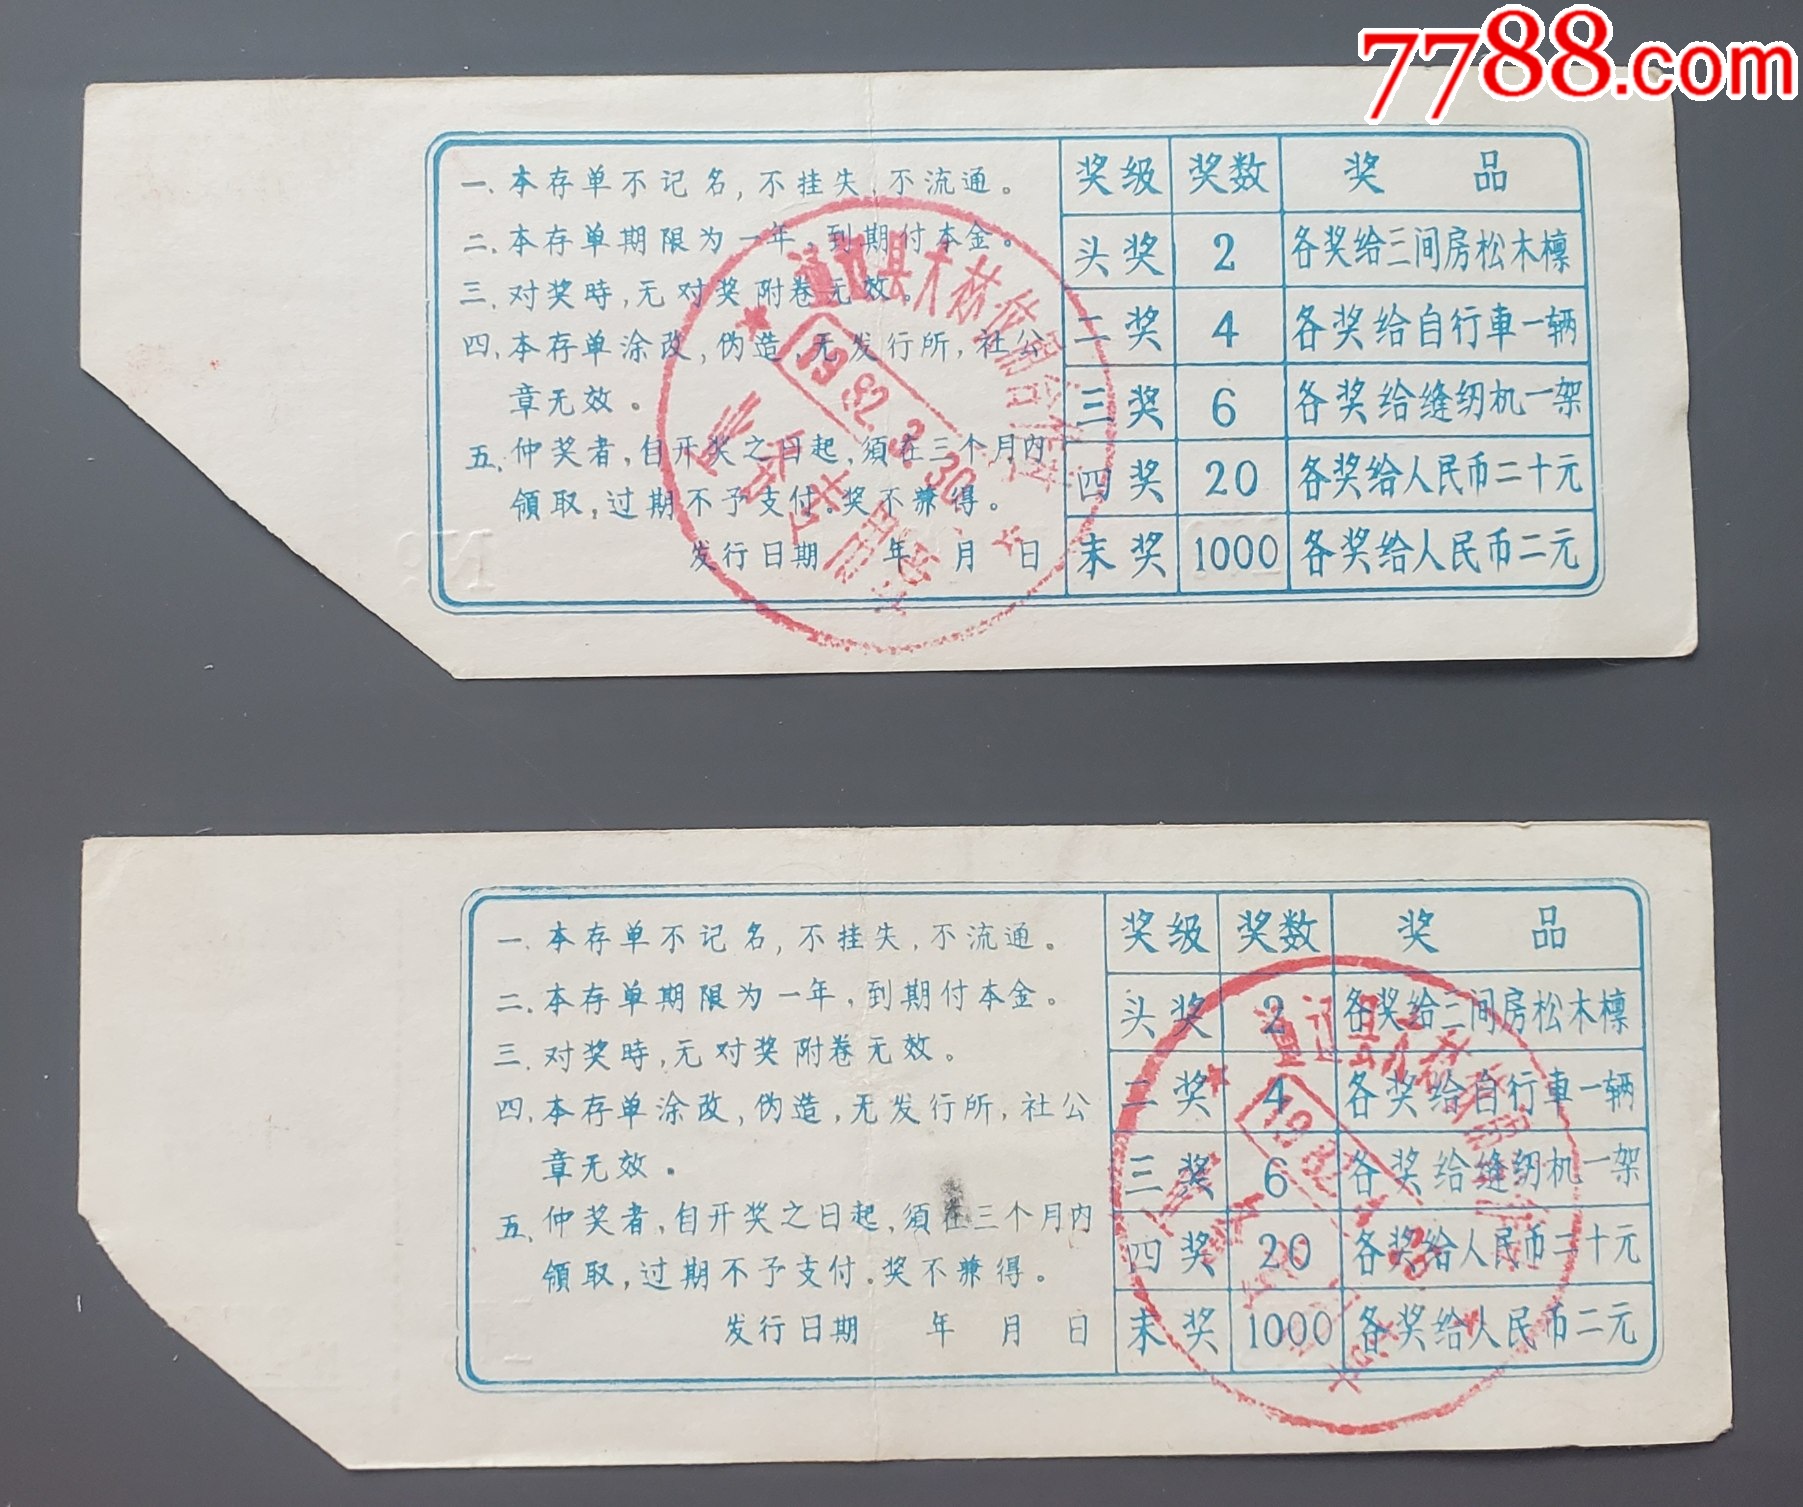 7788.com
一、本存单不记名，不挂失，不流通。
二、本存单期限为一年，到期付本金。
三、对奖時，无对奖附卷无效。
四、本存单涂改，伪造，无发行所，社公
章无效。
五、仲奖者，自开奖之日起，須在三个月内
領取，过期不予支付。奖不兼得。
发行日期 年 月 日
奖级 奖数 奖 品
头奖 2 各奖给三间房松木檩
二奖 4 各奖给自行車一辆
三奖 6 各奖给缝纫机一架
四奖 20 各奖给人民币二十元
末奖 1000 各奖给人民币二元
1982.3.30
№
一、本存单不记名，不挂失，不流通。
二、本存单期限为一年，到期付本金。
三、对奖時，无对奖附卷无效。
四、本存单涂改，伪造，无发行所，社公
章无效。
五、仲奖者，自开奖之日起，須在三个月内
領取，过期不予支付。奖不兼得。
发行日期 年 月 日
奖级 奖数 奖 品
头奖 2 各奖给三间房松木檩
二奖 4 各奖给自行車一辆
三奖 6 各奖给缝纫机一架
四奖 20 各奖给人民币二十元
末奖 1000 各奖给人民币二元
1982